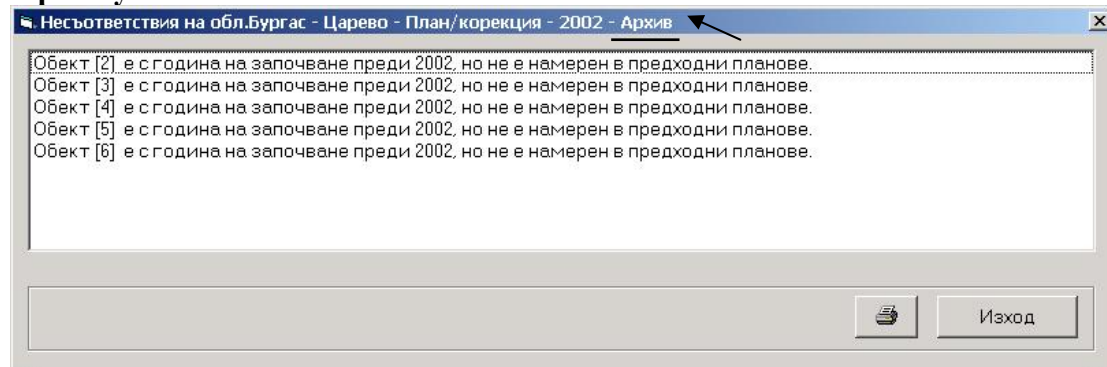 Несъответствия на обл.Бургас - Царево - План/корекция - 2002 - Архив
Обект [2] е с година на започване преди 2002, но не е намерен в предходни планове.
Обект [3] е с година на започване преди 2002, но не е намерен в предходни планове.
Обект [4] е с година на започване преди 2002, но не е намерен в предходни планове.
Обект [5] е с година на започване преди 2002, но не е намерен в предходни планове.
Обект [6] е с година на започване преди 2002, но не е намерен в предходни планове.
Изход